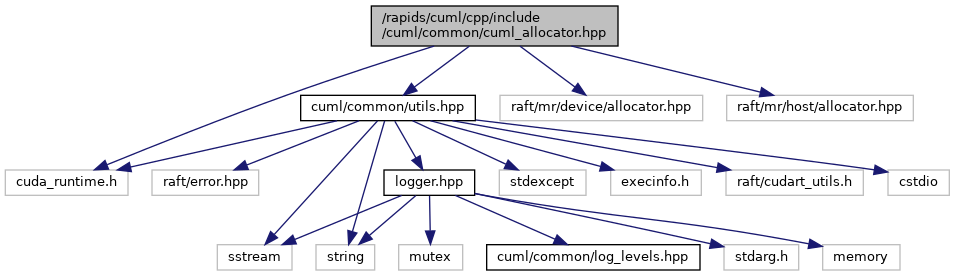 /rapids/cuml/cpp/include
/cuml/common/cuml_allocator.hpp
cuml/common/utils.hpp
raft/mr/device/allocator.hpp
raft/mr/host/allocator.hpp
cuda_runtime.h
raft/error.hpp
logger.hpp
stdexcept
execinfo.h
raft/cudart_utils.h
cstdio
sstream
string
mutex
cuml/common/log_levels.hpp
stdarg.h
memory